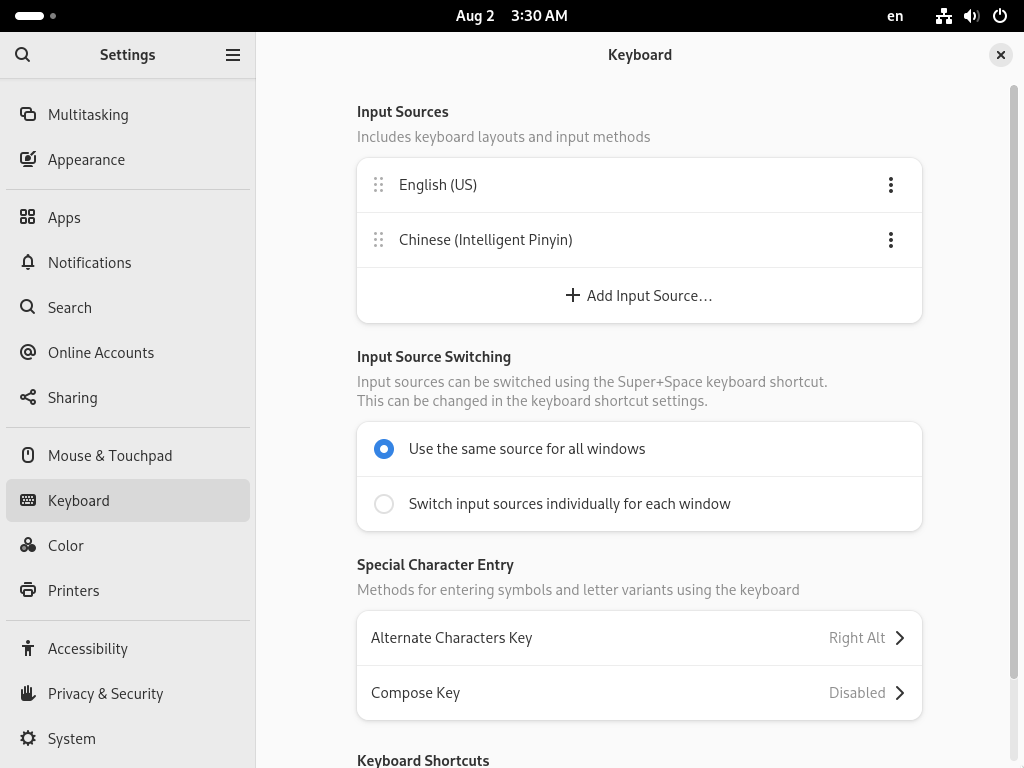 Aug 2 3:30 AM
en
Settings
Keyboard
Multitasking
Appearance
Apps
Notifications
Search
Online Accounts
Sharing
Mouse & Touchpad
Keyboard
Color
Printers
Accessibility
Privacy & Security
System
Input Sources
Includes keyboard layouts and input methods
English (US)
Chinese (Intelligent Pinyin)
Add Input Source…
Input Source Switching
Input sources can be switched using the Super+Space keyboard shortcut.
This can be changed in the keyboard shortcut settings.
Use the same source for all windows
Switch input sources individually for each window
Special Character Entry
Methods for entering symbols and letter variants using the keyboard
Alternate Characters Key Right Alt
Compose Key Disabled
Keyboard Shortcuts